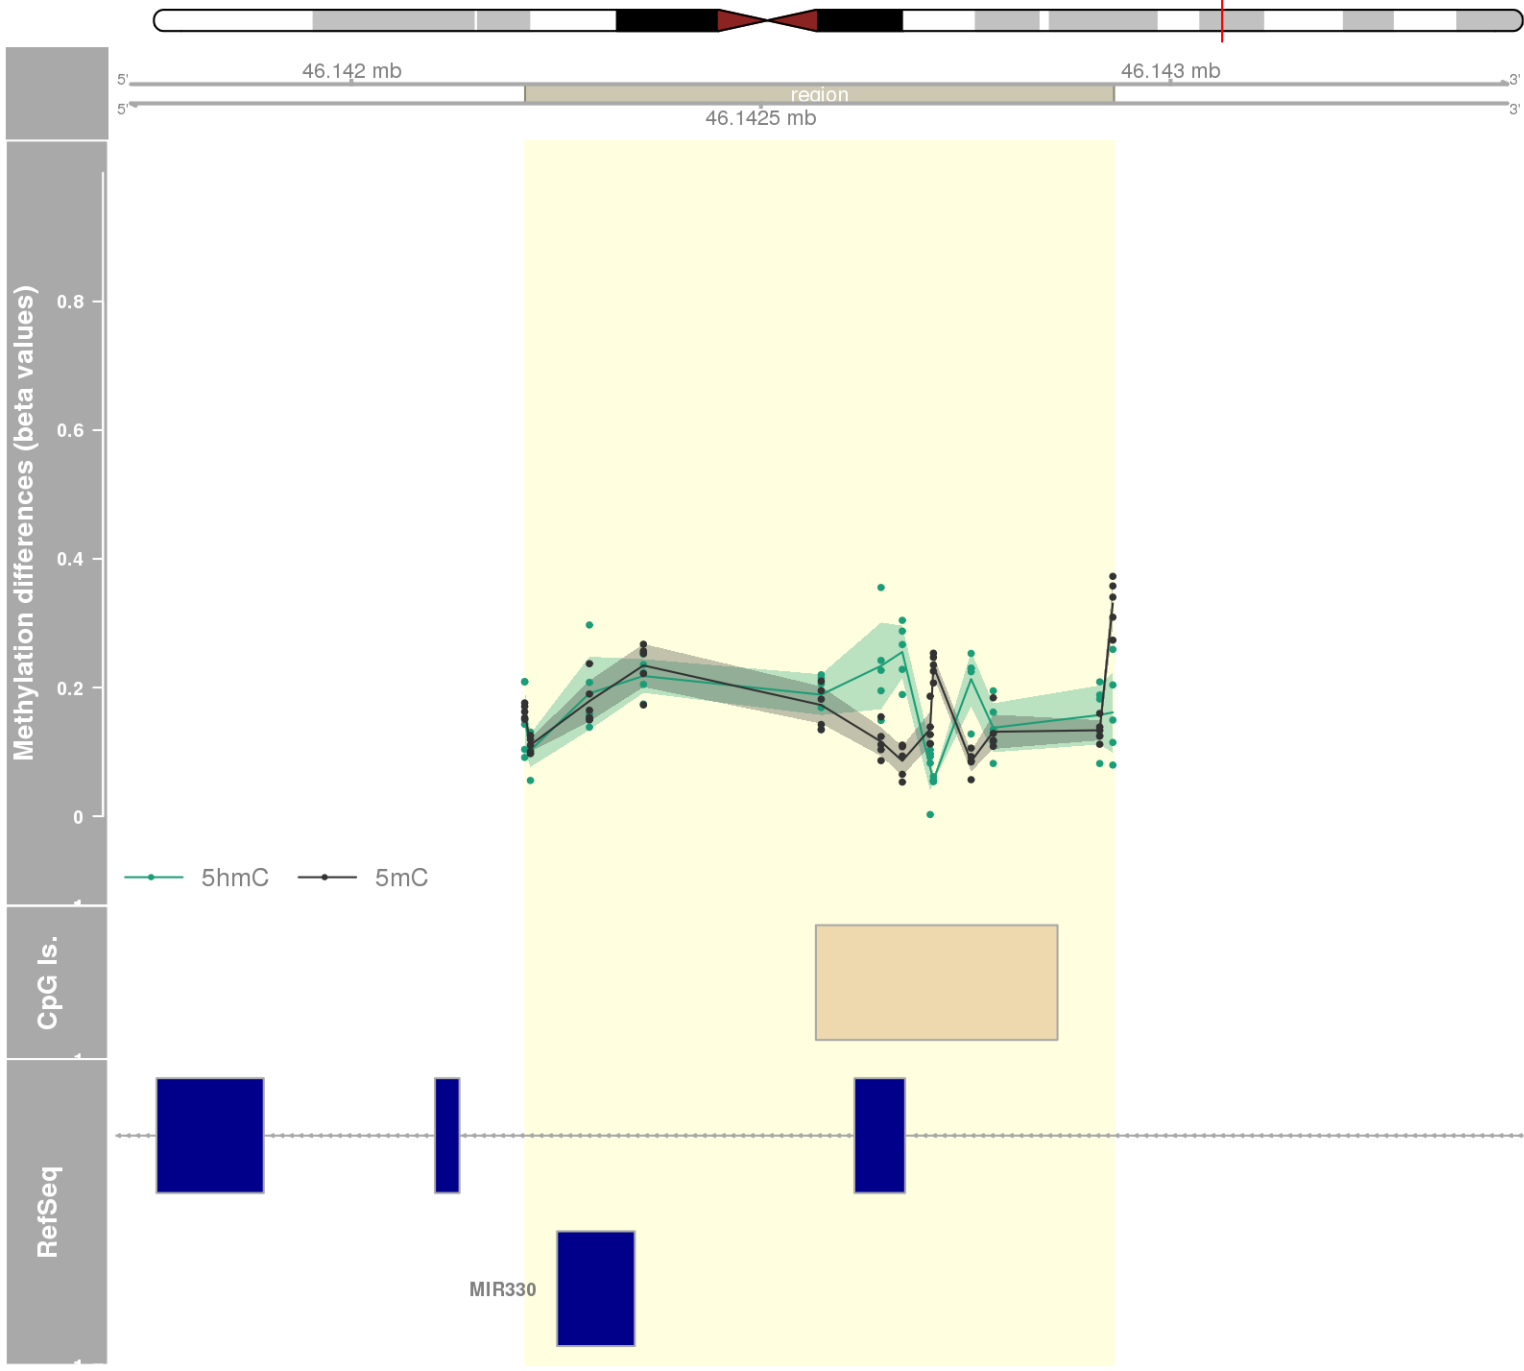 46.142 mb
46.143 mb
5'
3'
region
5'
3'
46.1425 mb
Methylation differences (beta values)
0.8
0.6
0.4
0.2
0
5hmC
5mC
CpG Is.
RefSeq
MIR330